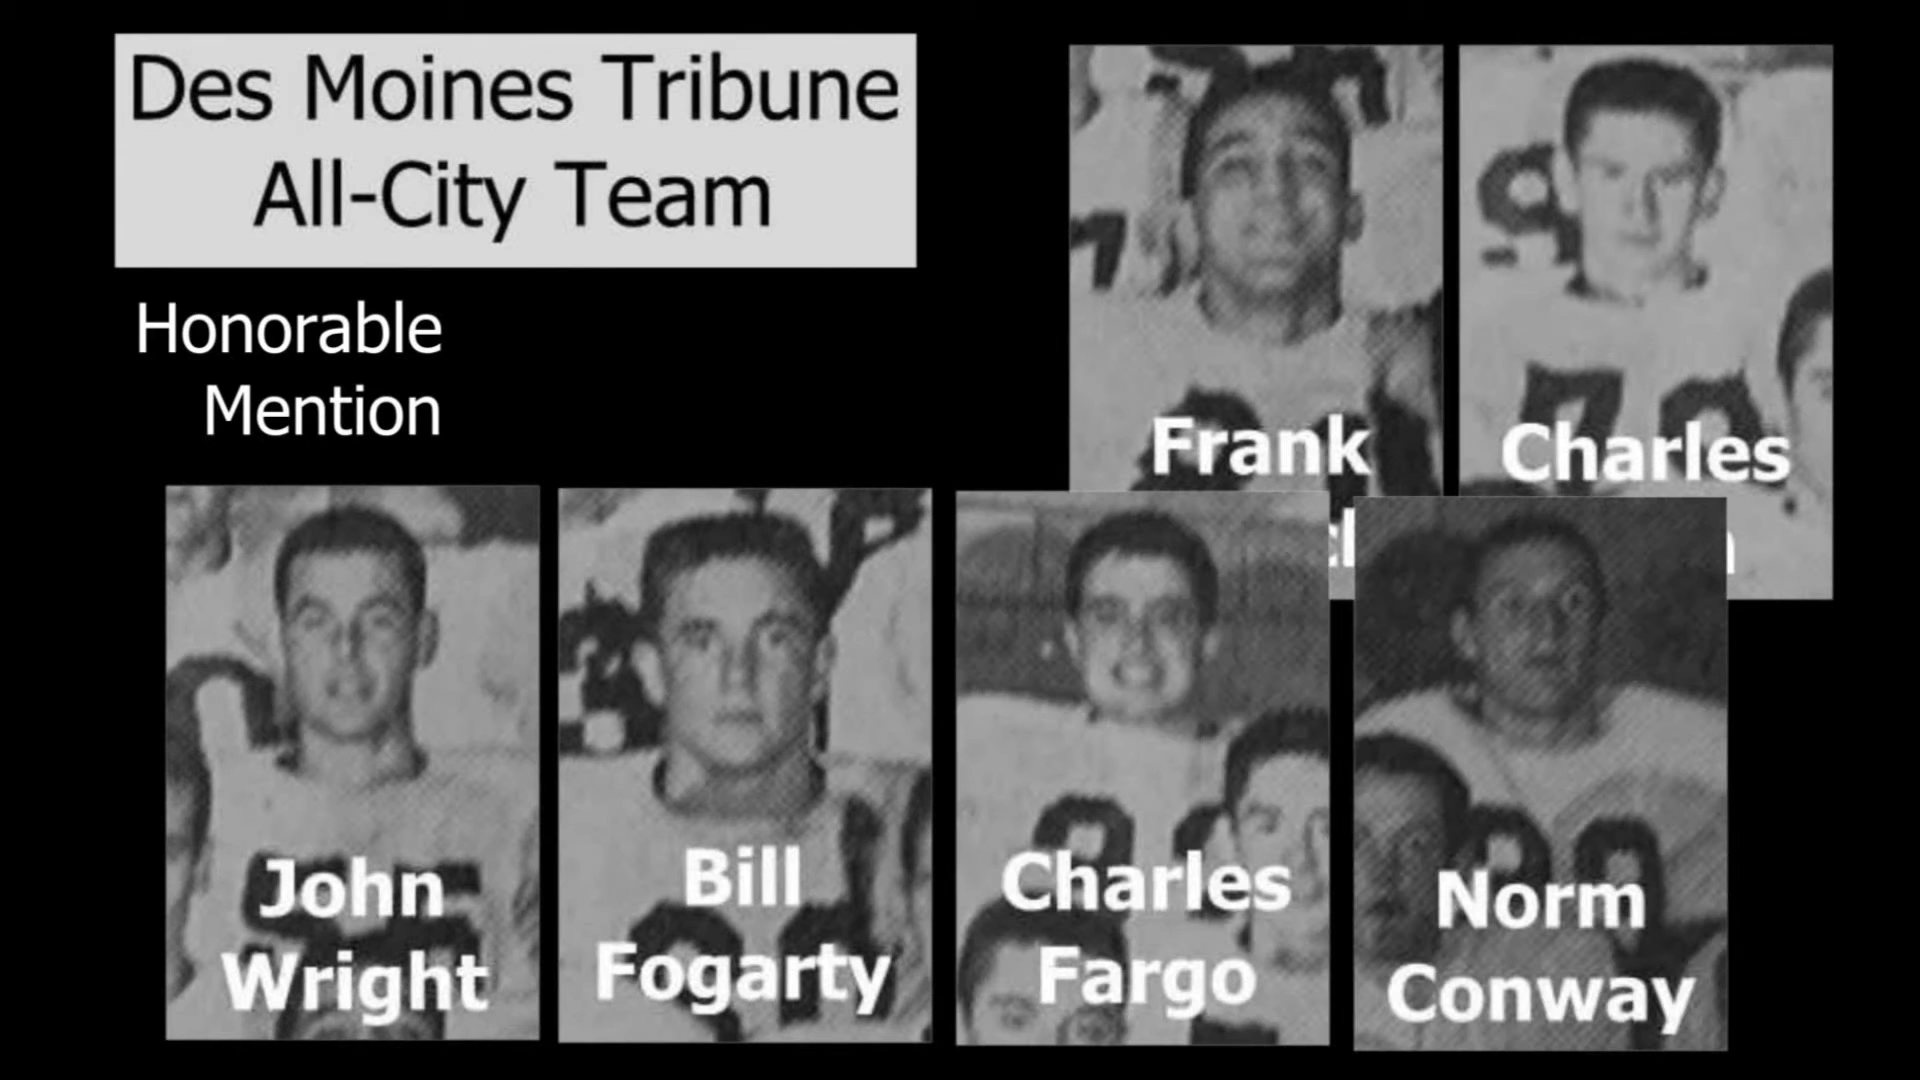 Des Moines Tribune
All-City Team
Honorable
Mention
Frank
Charles
John
Wright
Bill
Fogarty
Charles
Fargo
Norm
Conway